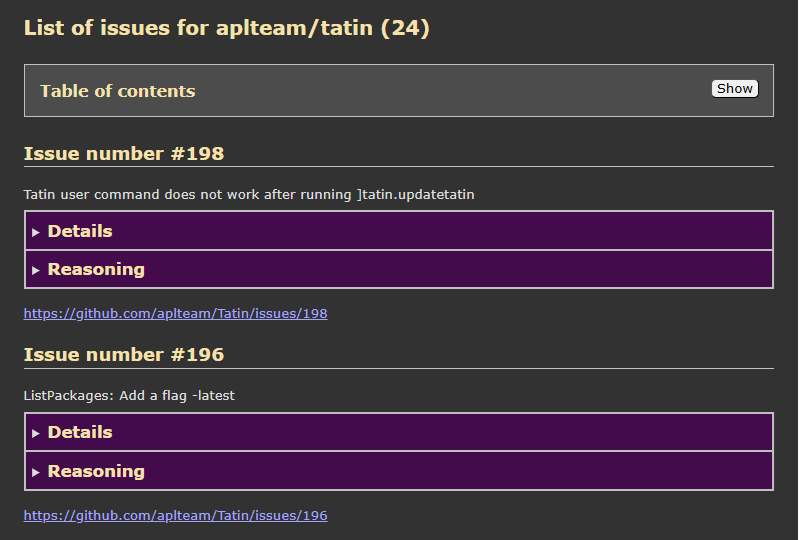 List of issues for aplteam/tatin (24)
Table of contents
Show
Issue number #198
Tatin user command does not work after running ]tatin.updatetatin
Details
Reasoning
https://github.com/aplteam/Tatin/issues/198
Issue number #196
ListPackages: Add a flag -latest
Details
Reasoning
https://github.com/aplteam/Tatin/issues/196